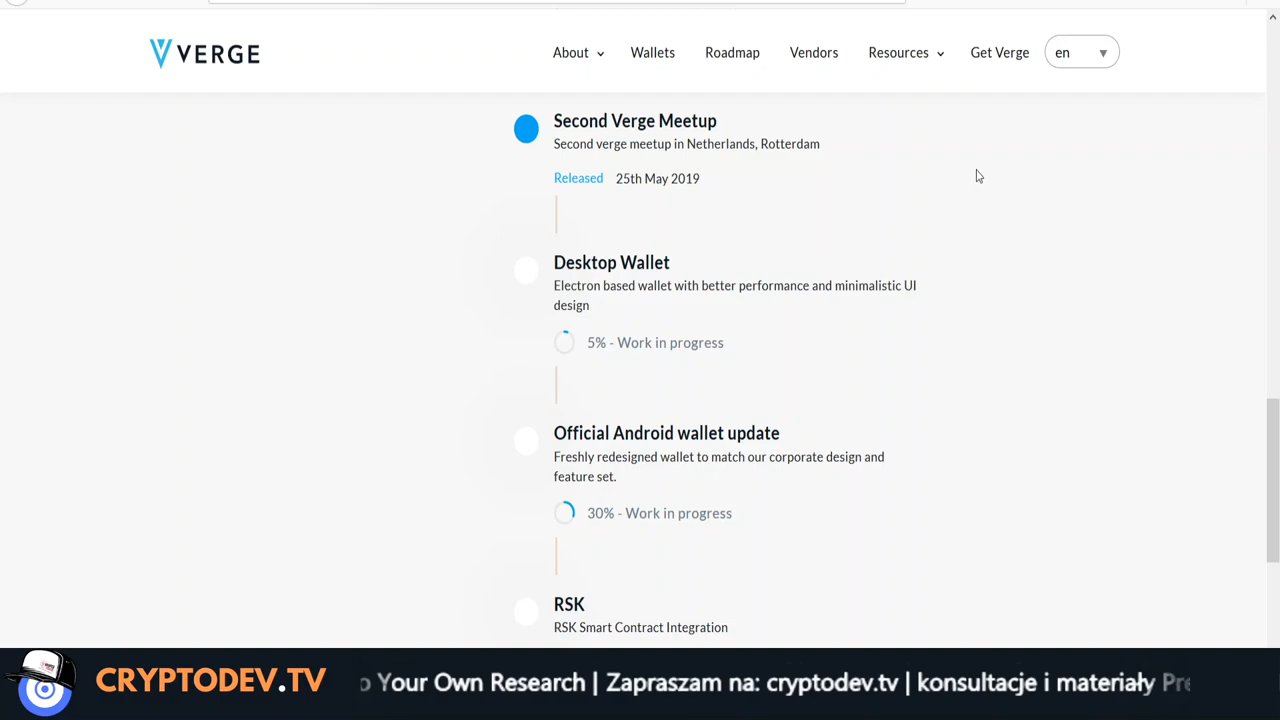 VERGE
About Wallets Roadmap Vendors Resources Get Verge en
Second Verge Meetup
Second verge meetup in Netherlands, Rotterdam
Released 25th May 2019
Desktop Wallet
Electron based wallet with better performance and minimalistic UI
design
5% - Work in progress
Official Android wallet update
Freshly redesigned wallet to match our corporate design and
feature set.
30% - Work in progress
RSK
RSK Smart Contract Integration
CRYPTODEV.TV
o Your Own Research | Zapraszam na: cryptodev.tv | konsultacje i materiały Pre